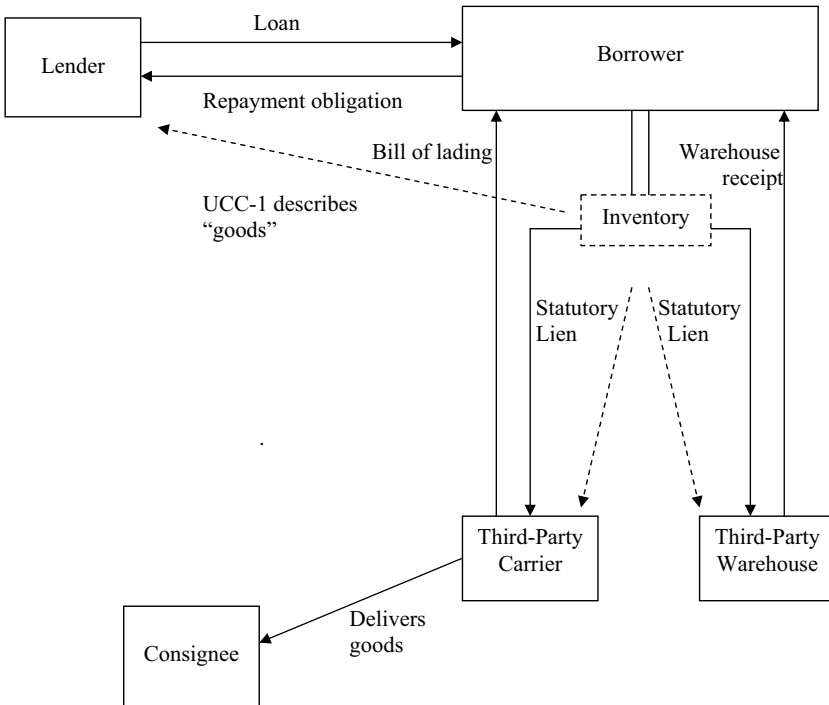 Loan
Lender
Borrower
Repayment obligation
Bill of lading
Warehouse
receipt
UCC-1 describes
“goods”
Inventory
Statutory
Lien
Statutory
Lien
Third-Party
Carrier
Third-Party
Warehouse
Delivers
goods
Consignee